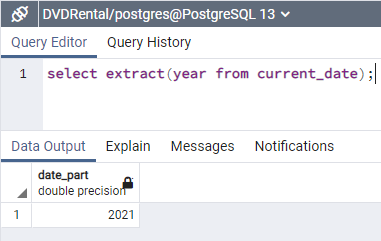 DVDRental/postgres@PostgreSQL 13
Query Editor Query History
1 select extract(year from current_date);
Data Output Explain Messages Notifications
date_part
double precision
1 2021